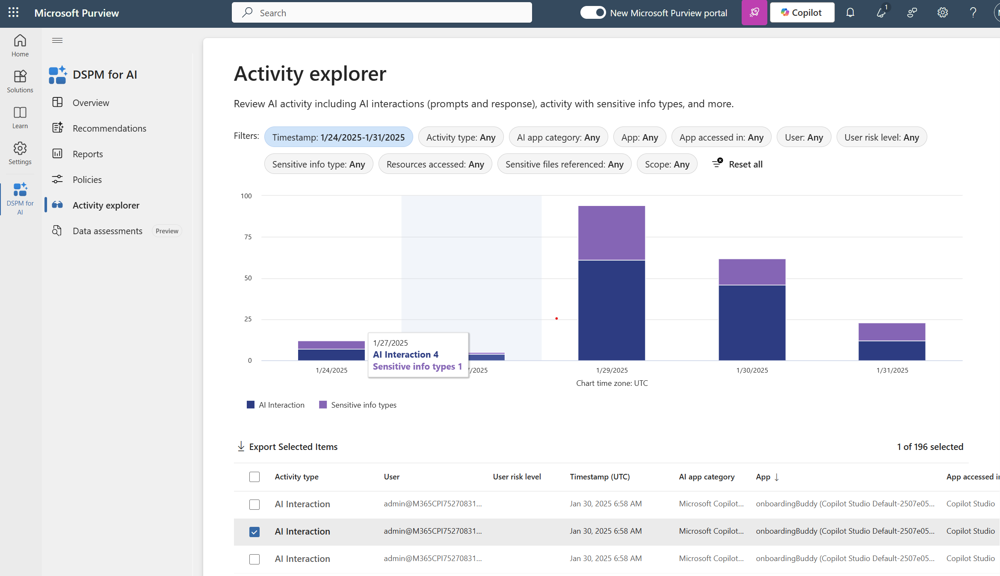 Microsoft Purview
Search
New Microsoft Purview portal
Copilot
1
Home
Solutions
Learn
Settings
DSPM for
AI
DSPM for AI
Overview
Recommendations
Reports
Policies
Activity explorer
Data assessments Preview
Activity explorer
Review AI activity including AI interactions (prompts and response), activity with sensitive info types, and more.
Filters: Timestamp: 1/24/2025-1/31/2025 Activity type: Any AI app category: Any App: Any App accessed in: Any User: Any User risk level: Any
Sensitive info type: Any Resources accessed: Any Sensitive files referenced: Any Scope: Any Reset all
100
75
50
25
0
1/27/2025
AI Interaction 4
Sensitive info types 1
1/24/2025 /2025 1/29/2025 1/30/2025 1/31/2025
Chart time zone: UTC
AI Interaction Sensitive info types
Export Selected Items 1 of 196 selected
Activity type User User risk level Timestamp (UTC) AI app category App ↓ App accessed
AI Interaction admin@M365CPI75270831... Jan 30, 2025 6:58 AM Microsoft Copilot... onboardingBuddy (Copilot Studio Default-2507e05... Copilot Studio
AI Interaction admin@M365CPI75270831... Jan 30, 2025 6:58 AM Microsoft Copilot... onboardingBuddy (Copilot Studio Default-2507e05... Copilot Studio
AI Interaction admin@M365CPI75270831... Jan 30, 2025 6:58 AM Microsoft Copilot... onboardingBuddy (Copilot Studio Default-2507e05... Copilot Studio